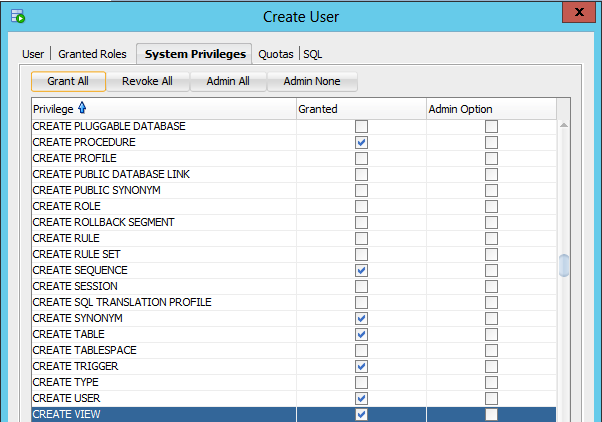 Create User
x
User Granted Roles System Privileges Quotas SQL
Grant All Revoke All Admin All Admin None
Privilege Granted Admin Option
CREATE PLUGGABLE DATABASE
CREATE PROCEDURE
CREATE PROFILE
CREATE PUBLIC DATABASE LINK
CREATE PUBLIC SYNONYM
CREATE ROLE
CREATE ROLLBACK SEGMENT
CREATE RULE
CREATE RULE SET
CREATE SEQUENCE
CREATE SESSION
CREATE SQL TRANSLATION PROFILE
CREATE SYNONYM
CREATE TABLE
CREATE TABLESPACE
CREATE TRIGGER
CREATE TYPE
CREATE USER
CREATE VIEW